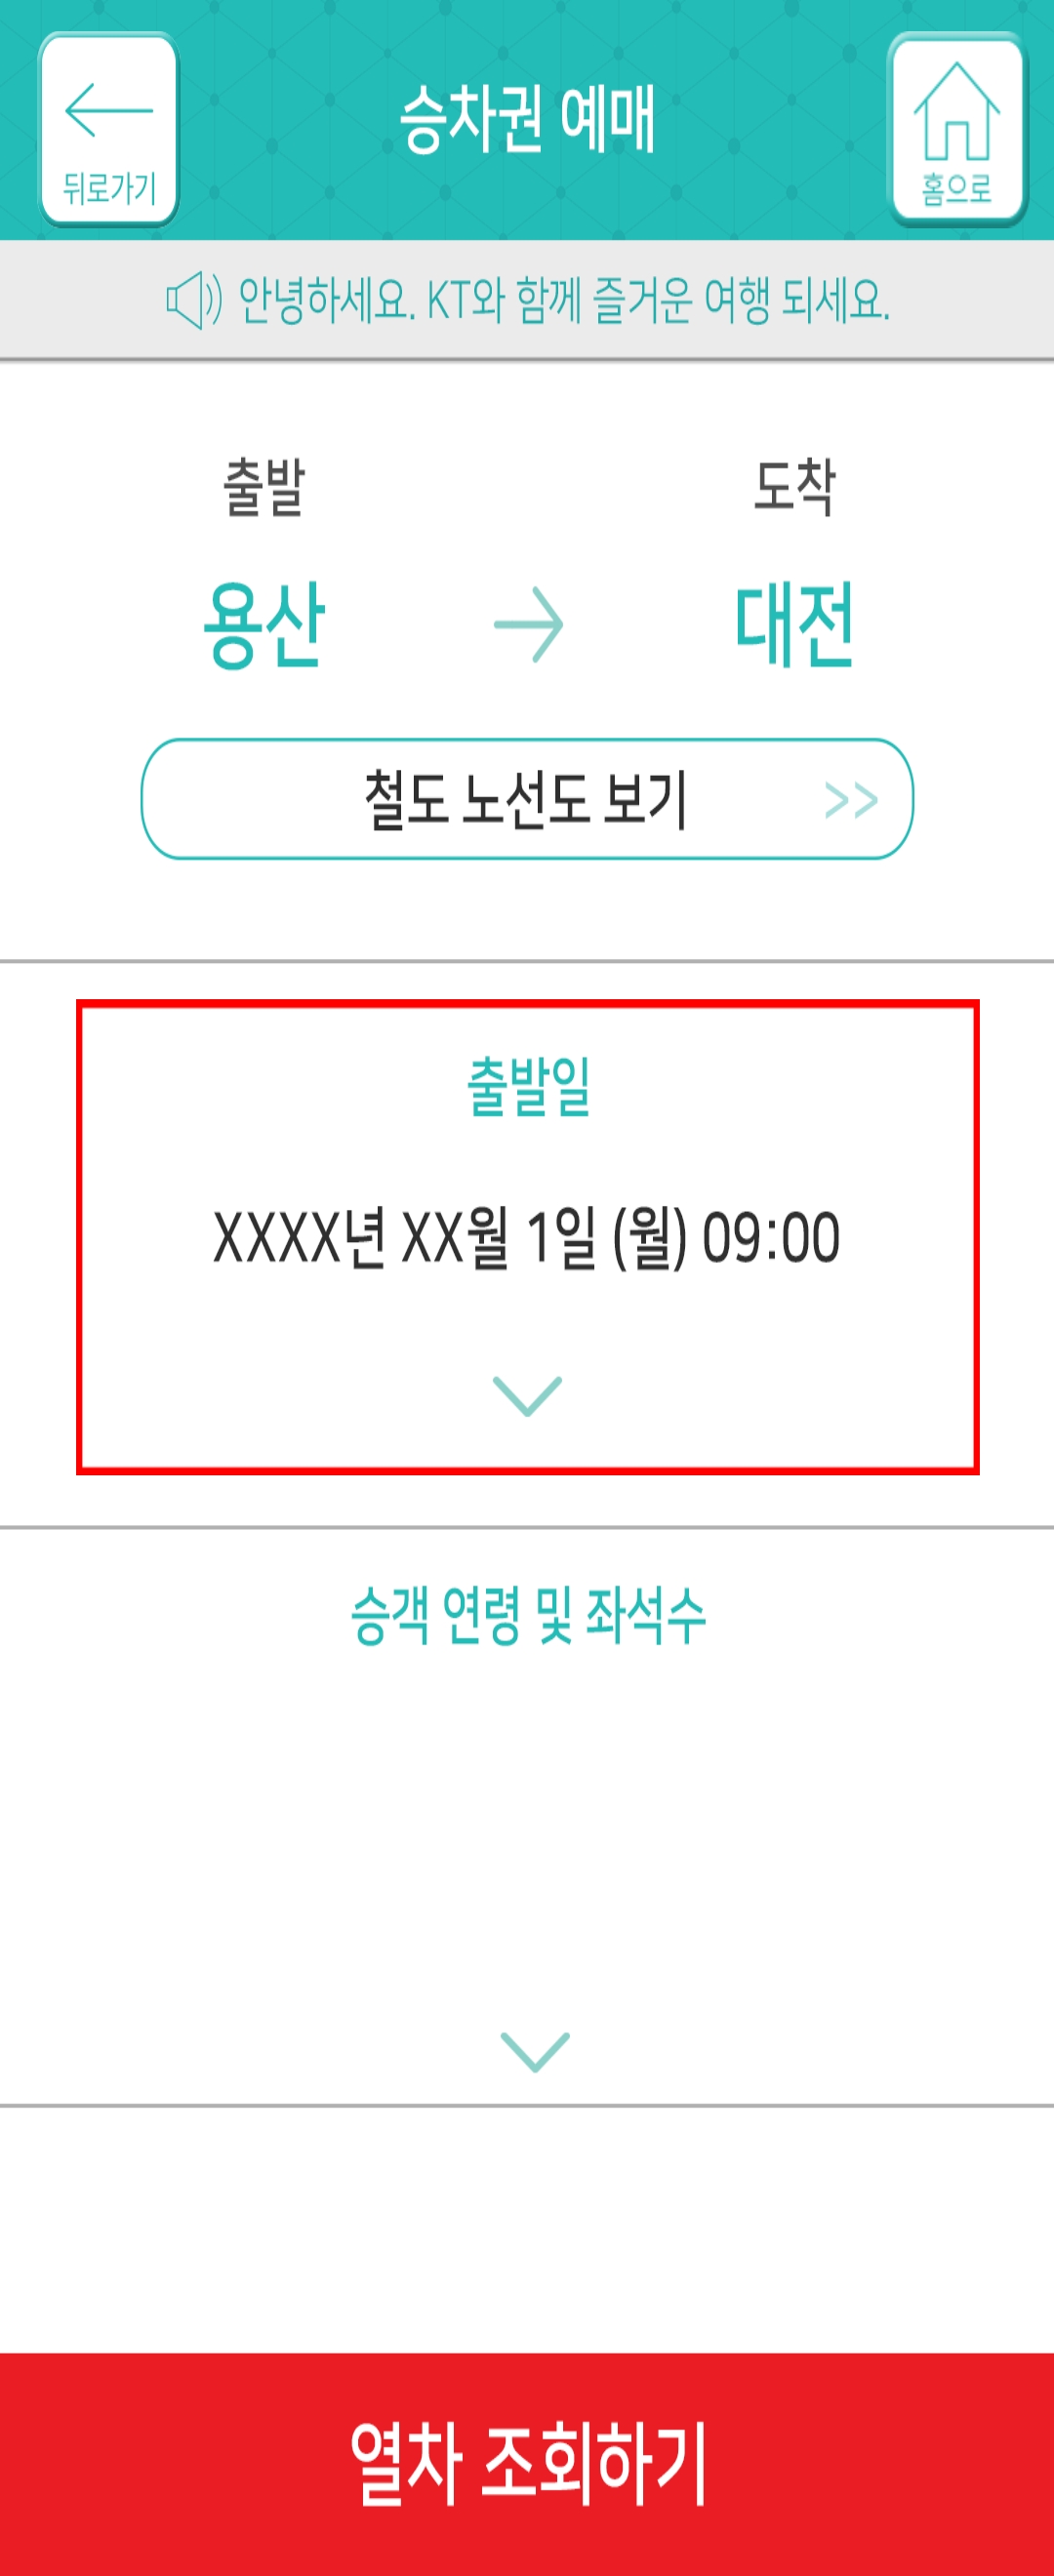 승차권 예매
뒤로가기
홈으로
안녕하세요. KT와 함께 즐거운 여행 되세요.
출발
도착
용산
대전
철도 노선도 보기 >>
출발일
XXXX년 XX월 1일 (월) 09:00
승객 연령 및 좌석수
열차 조회하기